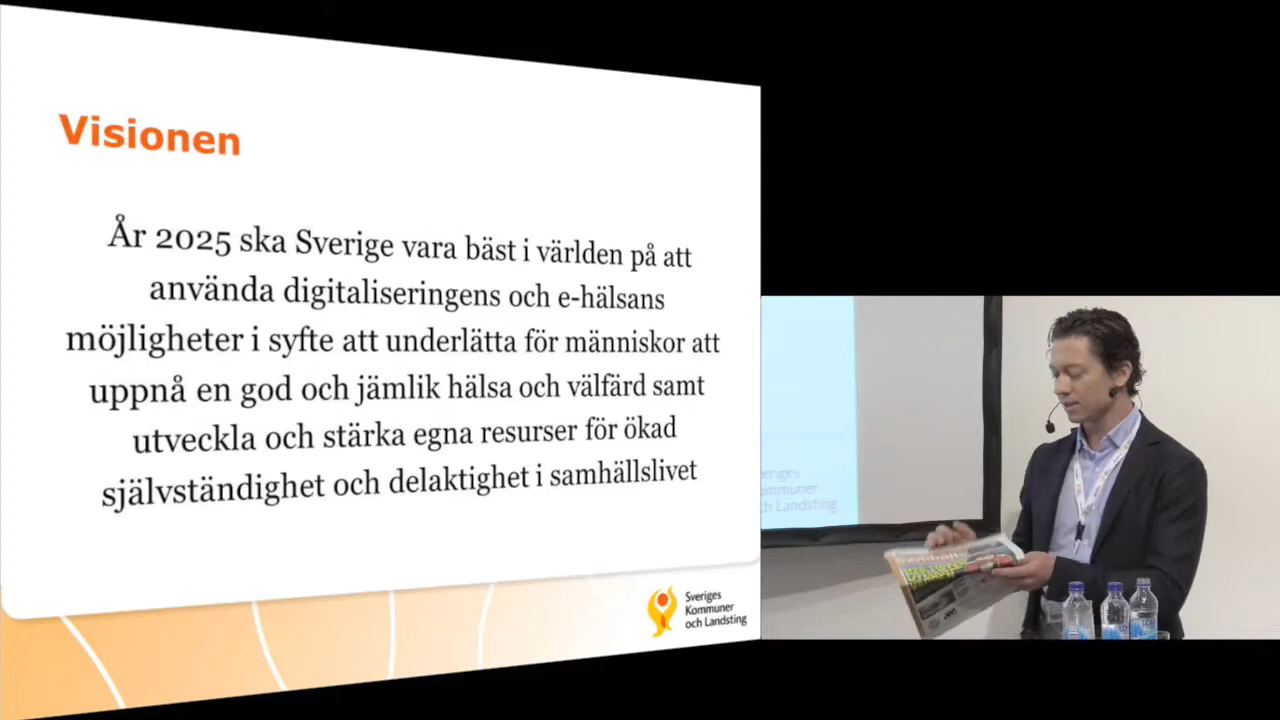 Visionen
År 2025 ska Sverige vara bäst i världen på att
använda digitaliseringens och e-hälsans
möjligheter i syfte att underlätta för människor att
uppnå en god och jämlik hälsa och välfärd samt
utveckla och stärka egna resurser för ökad
självständighet och delaktighet i samhällslivet
Sveriges
Kommuner
och Landsting
och Landsting